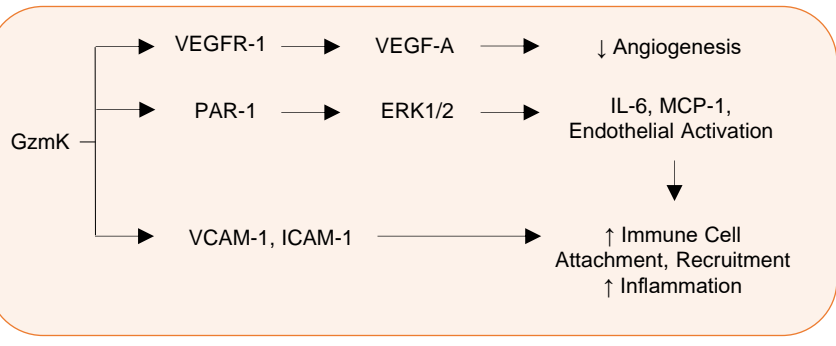 VEGFR-1
VEGF-A
↓ Angiogenesis
PAR-1
ERK1/2
IL-6, MCP-1,
Endothelial Activation
GzmK
VCAM-1, ICAM-1
↑ Immune Cell
Attachment, Recruitment
↑ Inflammation